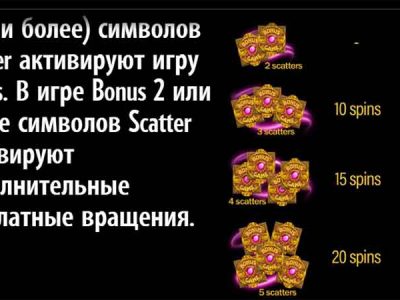 и более) символов
er активируют игру
s. В игре Bonus 2 или
е символов Scatter
вируют
олнительные
латные вращения.
2 scatters
-
3 scatters
10 spins
4 scatters
15 spins
5 scatters
20 spins